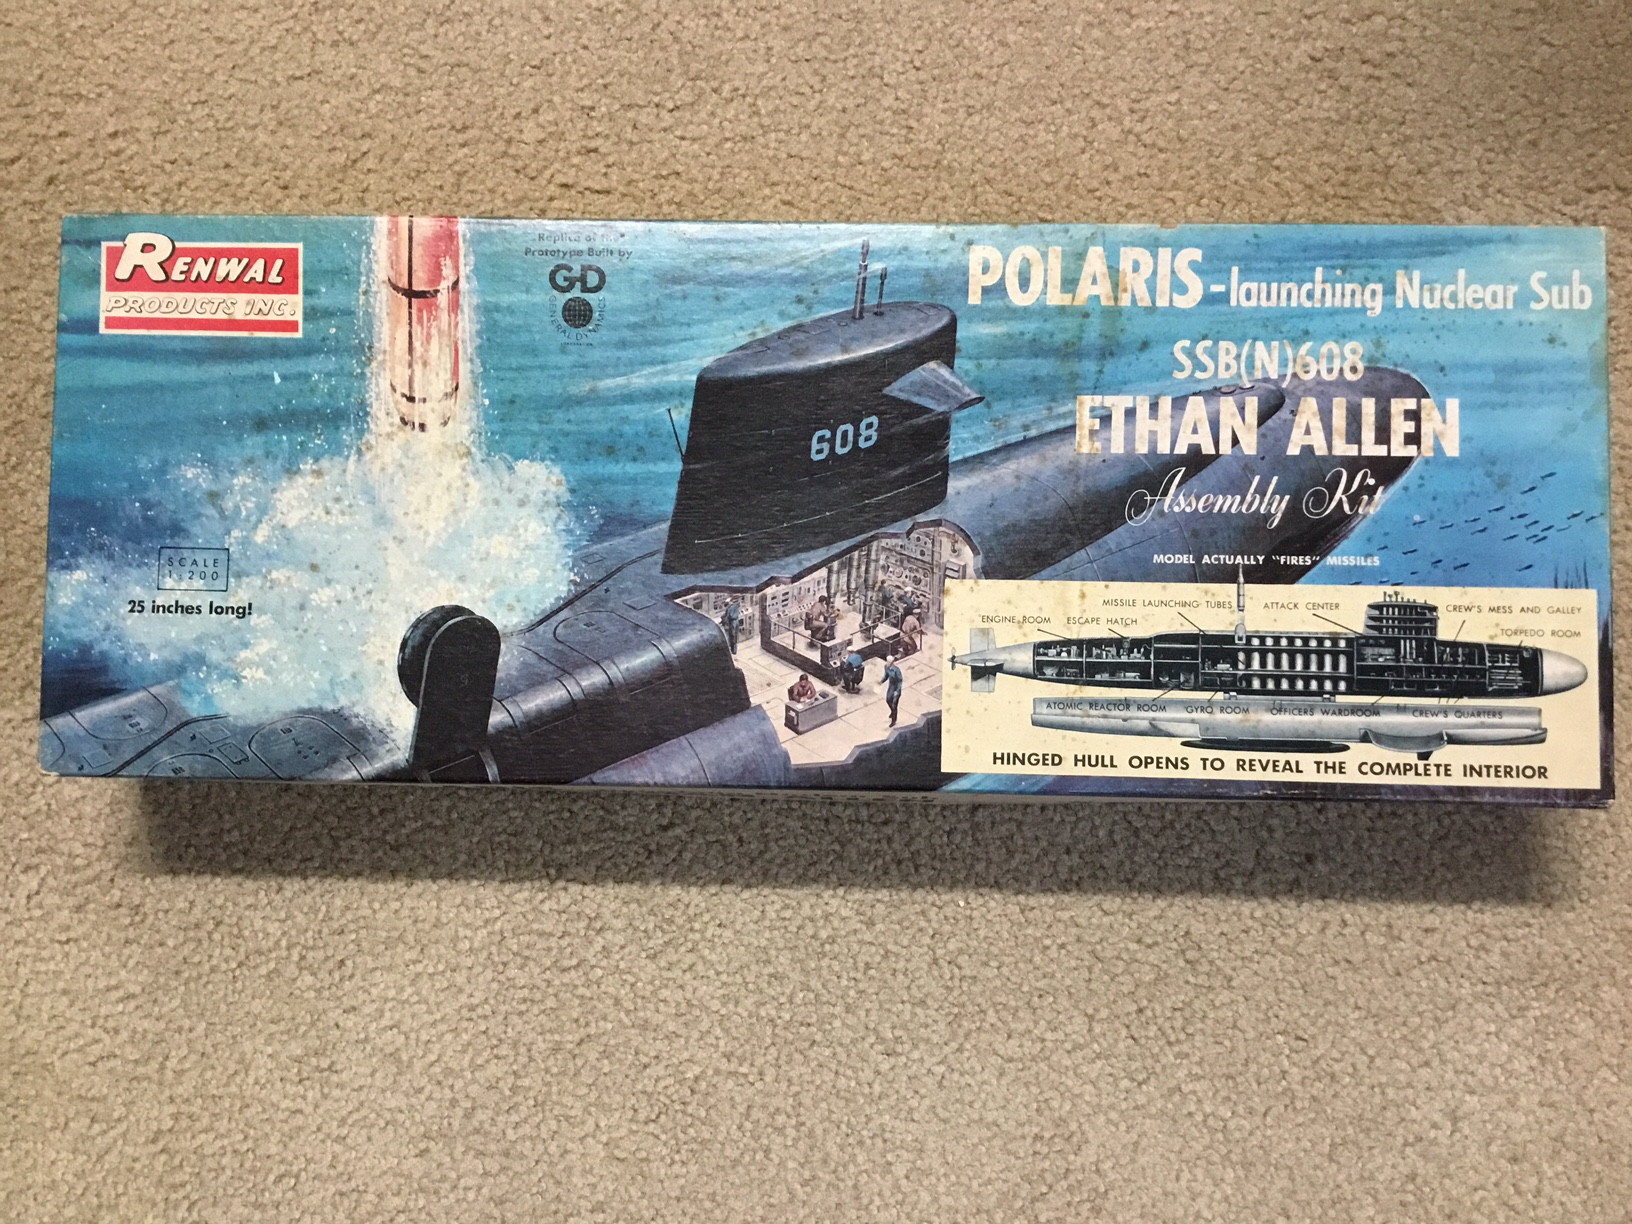 RENWAL
PRODUCTS INC.
Replica of the
Prototype Built by
GD
GENERAL DYNAMICS
POLARIS-launching Nuclear Sub
SSB(N)608
ETHAN ALLEN
Assembly Kit
608
MODEL ACTUALLY "FIRES" MISSILES
SCALE
1:200
25 inches long!
MISSILE LAUNCHING TUBES
ATTACK CENTER
CREW'S MESS AND GALLEY
ENGINE ROOM
ESCAPE HATCH
TORPEDO ROOM
ATOMIC REACTOR ROOM
GYRO ROOM
OFFICERS WARDROOM
CREW'S QUARTERS
HINGED HULL OPENS TO REVEAL THE COMPLETE INTERIOR